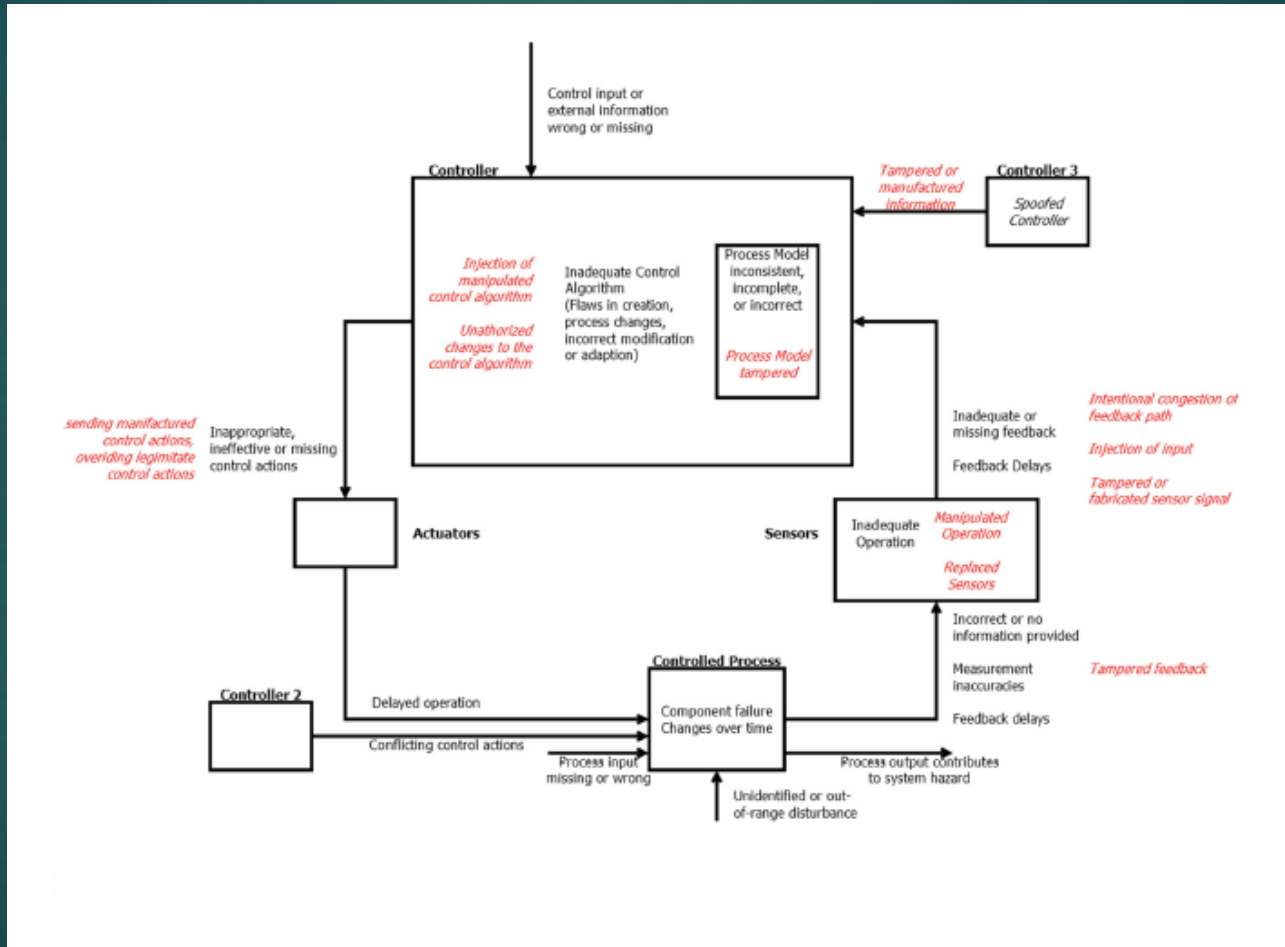 Control input or
external information
wrong or missing
Controller
Tampered or
manufactured
information
Controller 3
Spoofed
Controller
Injection of
manipulated
control algorithm
Unathorized
changes to the
control algorithm
Inadequate Control
Algorithm
(Flaws in creation,
process changes,
incorrect modification
or adaption)
Process Model
inconsistent,
incomplete,
or incorrect
Process Model
tampered
sending manifactured
control actions,
overiding legimitate
control actions
Inappropriate,
ineffective or missing
control actions
Inadequate or
missing feedback
Feedback Delays
Intentional congestion of
feedback path
Injection of input
Tampered or
fabricated sensor signal
Actuators
Sensors
Inadequate
Operation
Manipulated
Operation
Replaced
Sensors
Incorrect or no
information provided
Measurement
inaccuracies
Feedback delays
Tampered feedback
Controlled Process
Component failure
Changes over time
Controller 2
Delayed operation
Conflicting control actions
Process input
missing or wrong
Process output contributes
to system hazard
Unidentified or out-
of-range disturbance